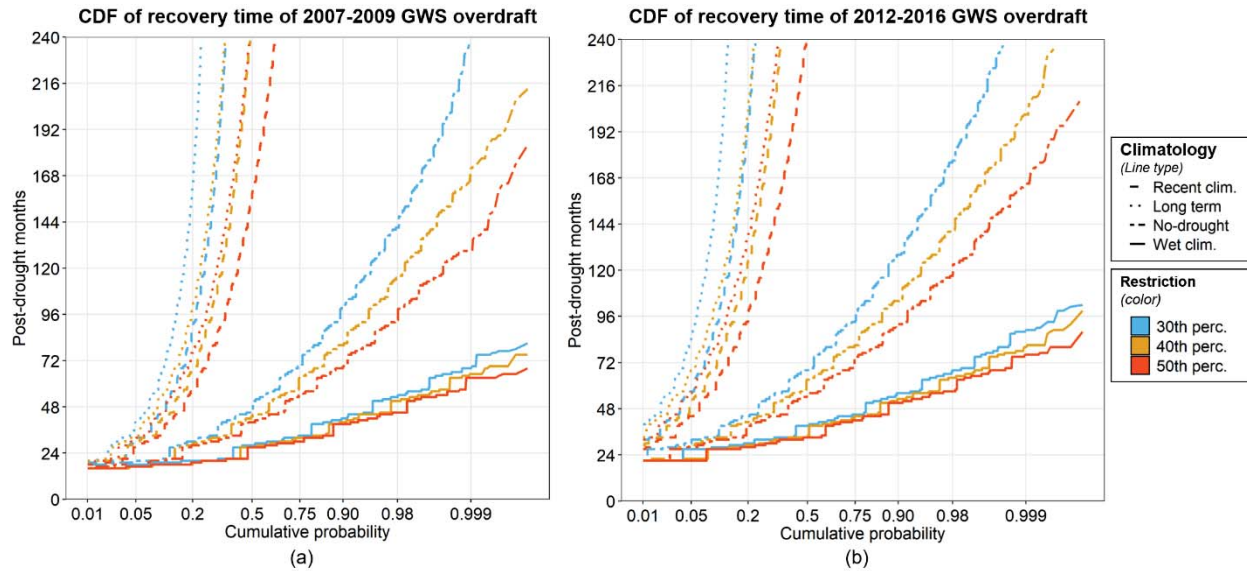 CDF of recovery time of 2007-2009 GWS overdraft
Post-drought months
240
216
192
168
144
120
96
72
48
24
0
0.01 0.05 0.2 0.5 0.75 0.90 0.98 0.999
Cumulative probability
(a)
CDF of recovery time of 2012-2016 GWS overdraft
Post-drought months
240
216
192
168
144
120
96
72
48
24
0
0.01 0.05 0.2 0.5 0.75 0.90 0.98 0.999
Cumulative probability
(b)
Climatology
(Line type)
Recent clim.
Long term
No-drought
Wet clim.
Restriction
(color)
30th perc.
40th perc.
50th perc.